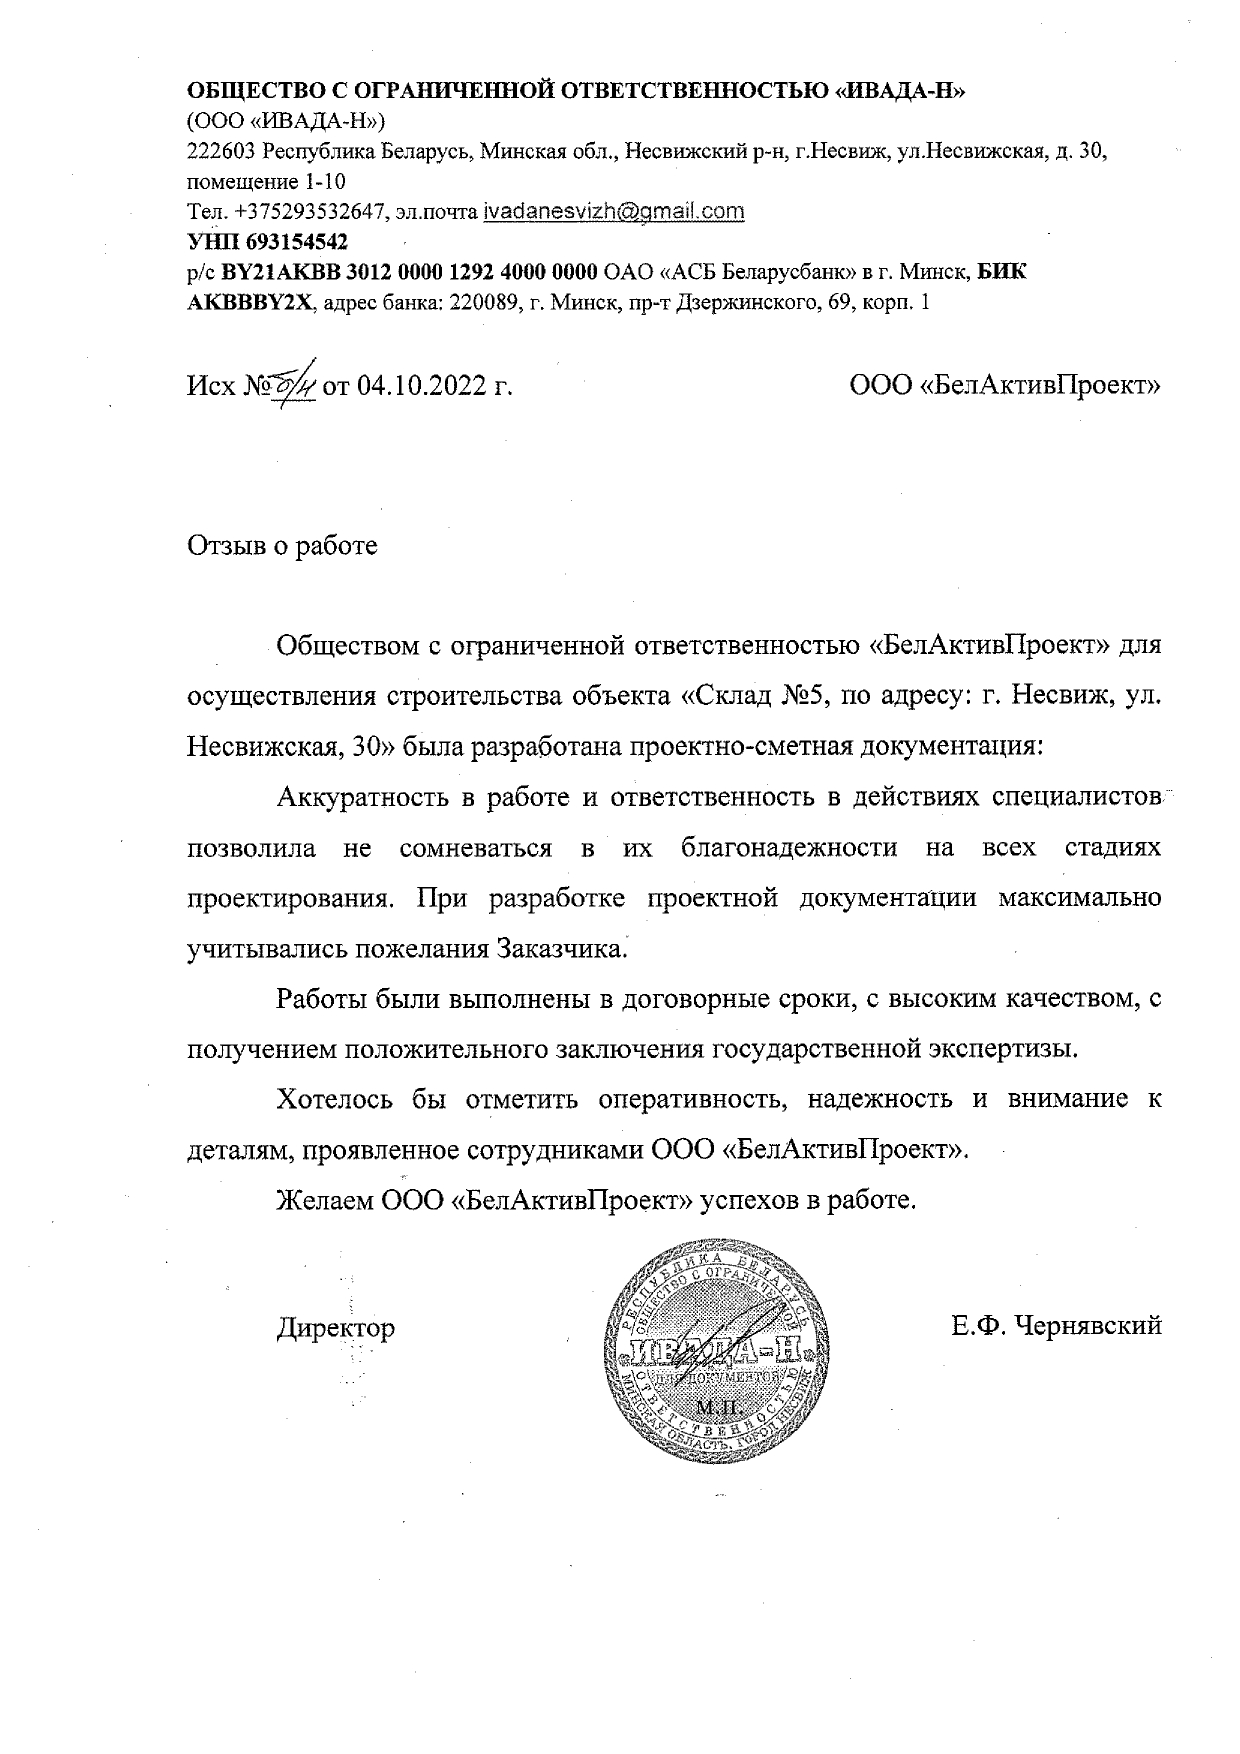 ОБЩЕСТВО С ОГРАНИЧЕННОЙ ОТВЕТСТВЕННОСТЬЮ «ИВАДА-Н»
(ООО «ИВАДА-Н»)
222603 Республика Беларусь, Минская обл., Несвижский р-н, г.Несвиж, ул.Несвижская, д. 30,
помещение 1-10
Тел. +375293532647, эл.почта ivadanesvizh@gmail.com
УНП 693154542
р/с BY21AKBB 3012 0000 1292 4000 0000 ОАО «АСБ Беларусбанк» в г. Минск, БИК
AKBBBY2X, адрес банка: 220089, г. Минск, пр-т Дзержинского, 69, корп. 1
Исх № от 04.10.2022 г. ООО «БелАктивПроект»
Отзыв о работе
Обществом с ограниченной ответственностью «БелАктивПроект» для
осуществления строительства объекта «Склад №5, по адресу: г. Несвиж, ул.
Несвижская, 30» была разработана проектно-сметная документация:
Аккуратность в работе и ответственность в действиях специалистов
позволила не сомневаться в их благонадежности на всех стадиях
проектирования. При разработке проектной документации максимально
учитывались пожелания Заказчика.
Работы были выполнены в договорные сроки, с высоким качеством, с
получением положительного заключения государственной экспертизы.
Хотелось бы отметить оперативность, надежность и внимание к
деталям, проявленное сотрудниками ООО «БелАктивПроект».
Желаем ООО «БелАктивПроект» успехов в работе.
Директор Е.Ф. Чернявский
РЕСПУБЛИКА БЕЛАРУСЬ
ОБЩЕСТВО С ОГРАНИЧЕННОЙ
«ИВАДА-Н»
ДЛЯ ДОКУМЕНТОВ
М.П.
ОТВЕТСТВЕННОСТЬЮ
МИНСКАЯ ОБЛАСТЬ, ГОРОД НЕСВИЖ